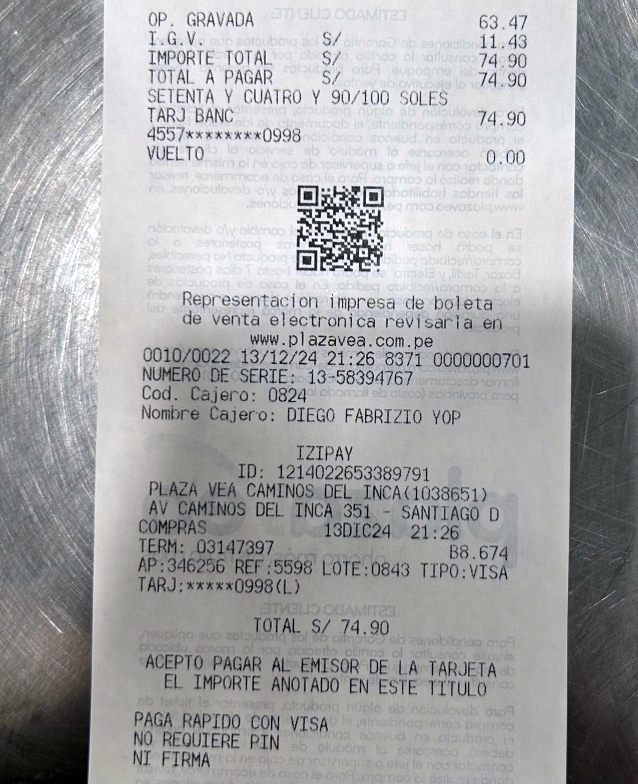 OP. GRAVADA 63.47
I.G.V. S/ 11.43
IMPORTE TOTAL S/ 74.90
TOTAL A PAGAR S/ 74.90
SETENTA Y CUATRO Y 90/100 SOLES
TARJ BANC 74.90
4557********0998
VUELTO 0.00
Representacion impresa de boleta
de venta electronica revisarla en
www.plazavea.com.pe
0010/0022 13/12/24 21:26 8371 0000000701
NUMERO DE SERIE: 13-58394767
Cod. Cajero: 0824
Nombre Cajero: DIEGO FABRIZIO YOP
IZIPAY
ID: 1214022653389791
PLAZA VEA CAMINOS DEL INCA(1038651)
AV CAMINOS DEL INCA 351 - SANTIAGO D
COMPRAS 13DIC24 21:26
TERM: 03147397 B8.674
AP:346256 REF:5598 LOTE:0843 TIPO:VISA
TARJ:*****0998(L)
TOTAL S/ 74.90
ACEPTO PAGAR AL EMISOR DE LA TARJETA
EL IMPORTE ANOTADO EN ESTE TITULO
PAGA RAPIDO CON VISA
NO REQUIERE PIN
NI FIRMA